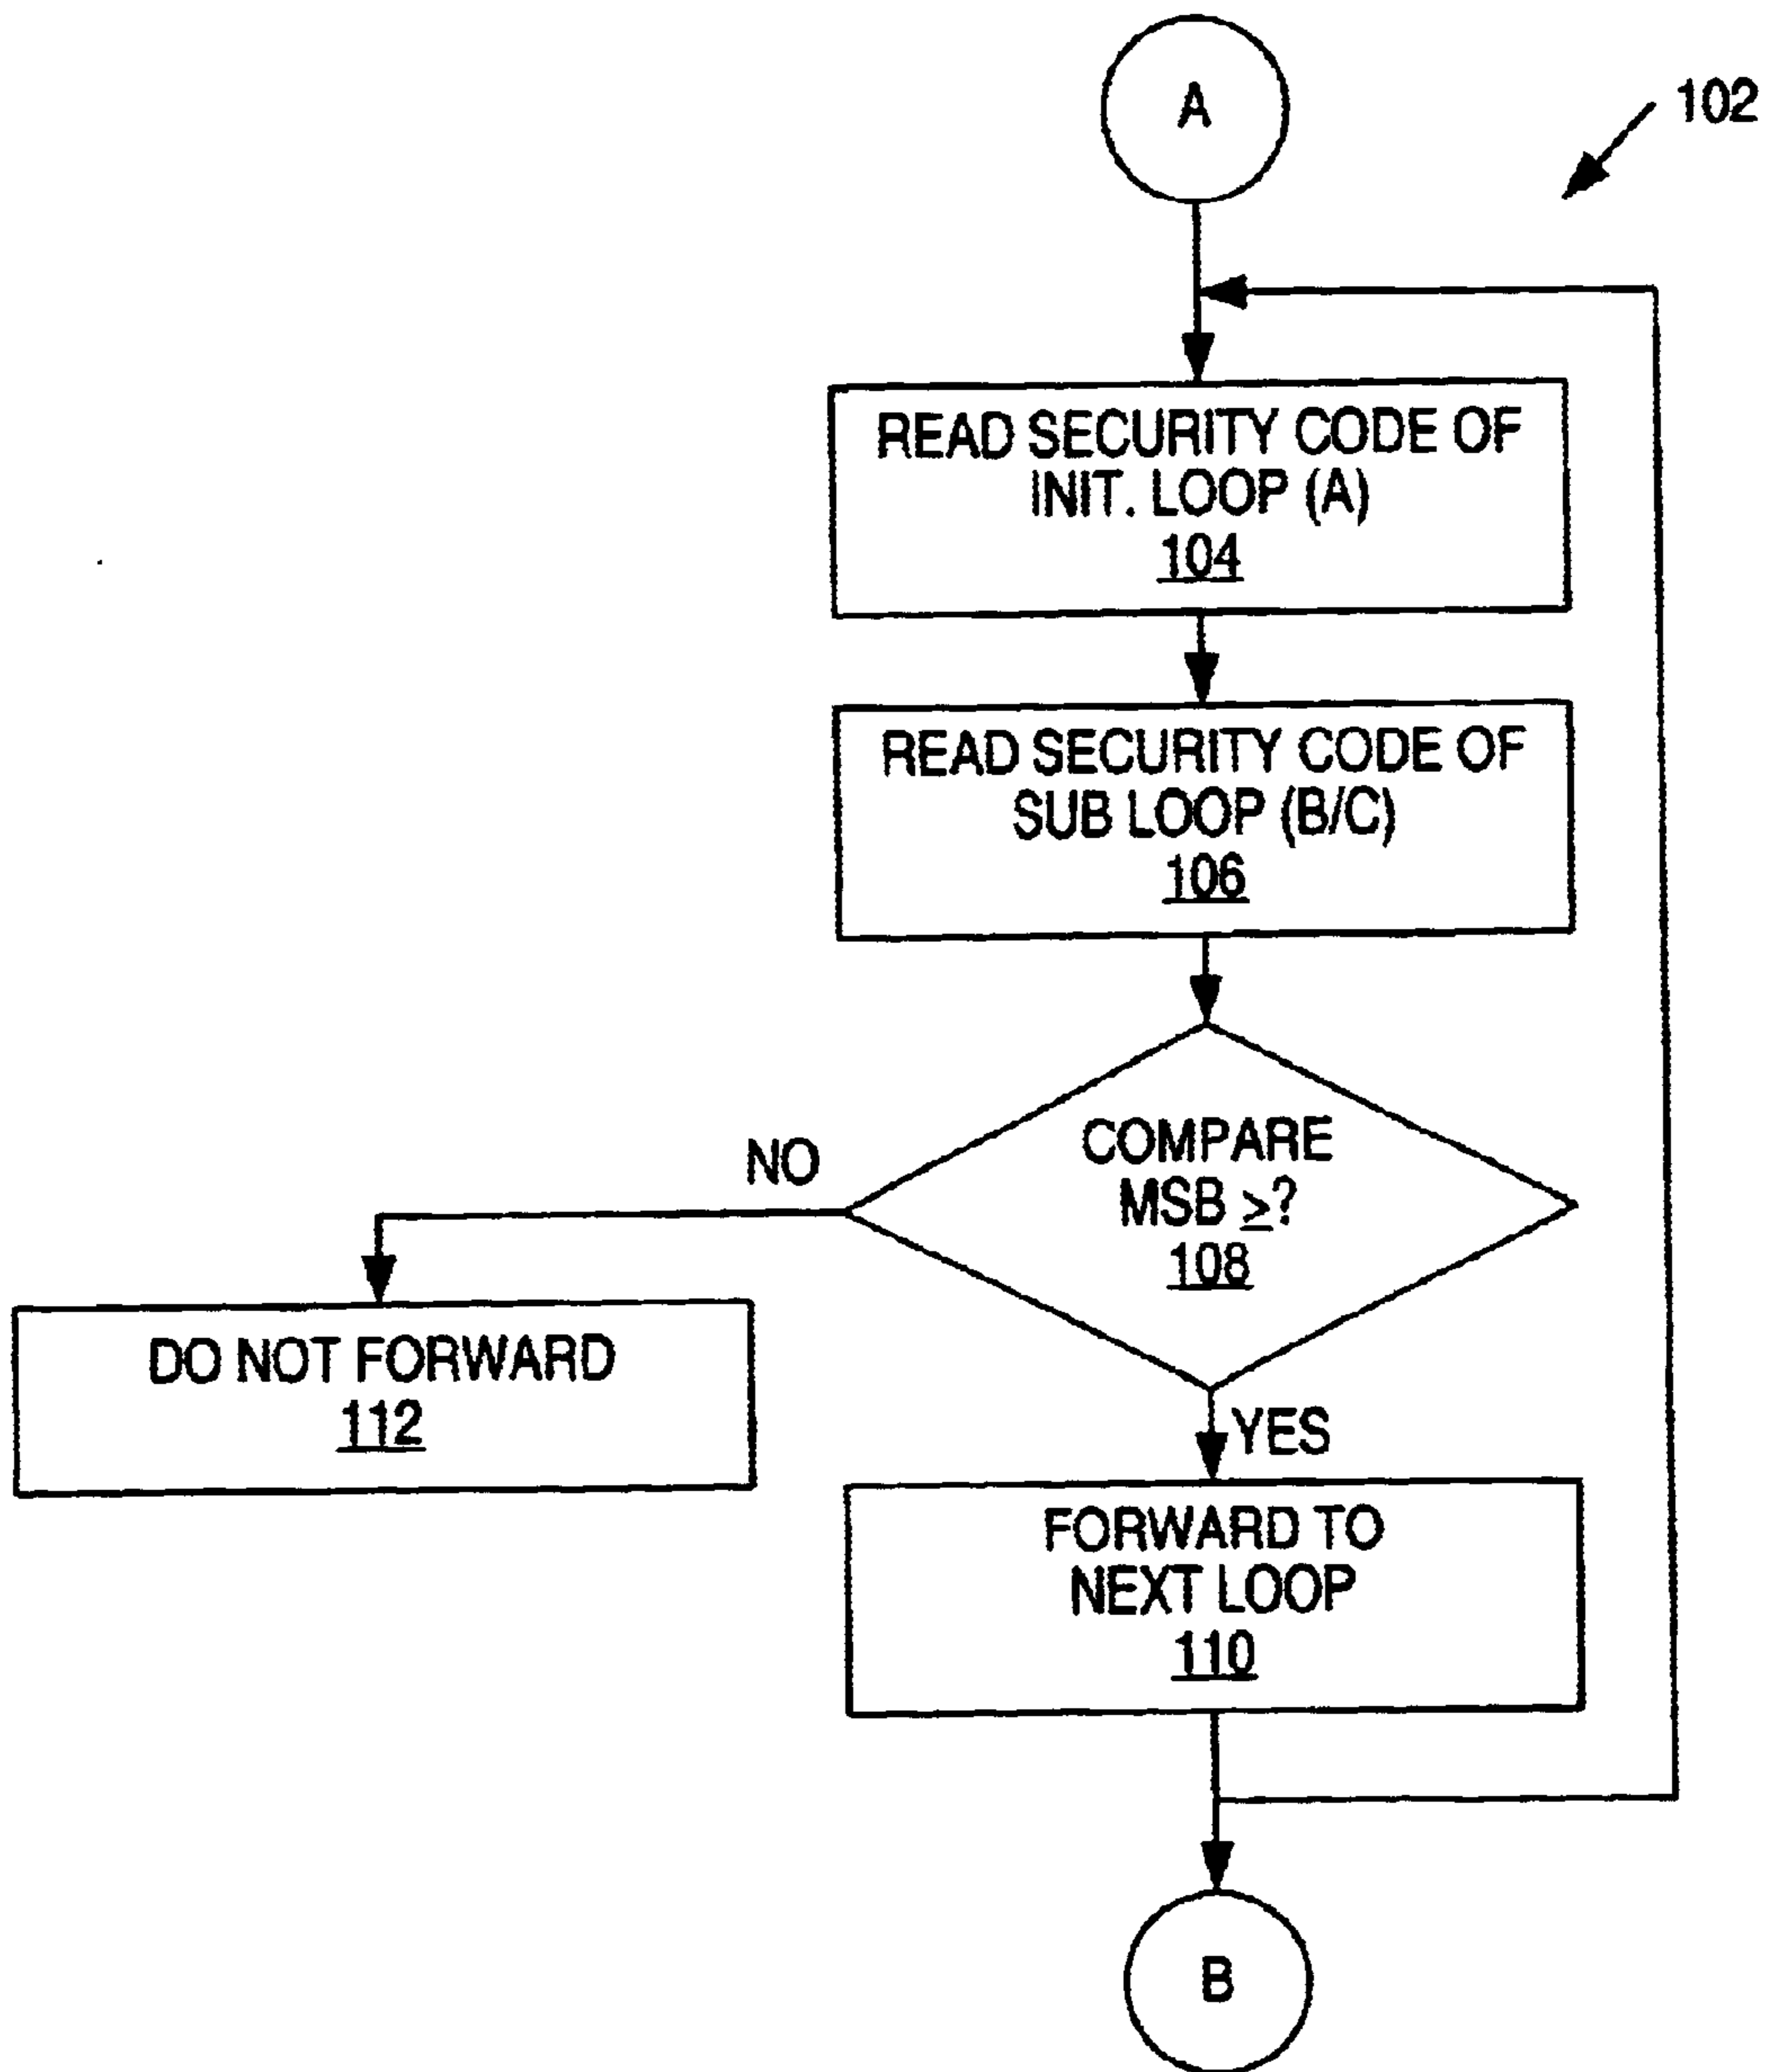 A
102
READ SECURITY CODE OF
INIT. LOOP (A)
104
READ SECURITY CODE OF
SUB LOOP (B/C)
106
COMPARE
MSB ≥?
108
NO
DO NOT FORWARD
112
YES
FORWARD TO
NEXT LOOP
110
B